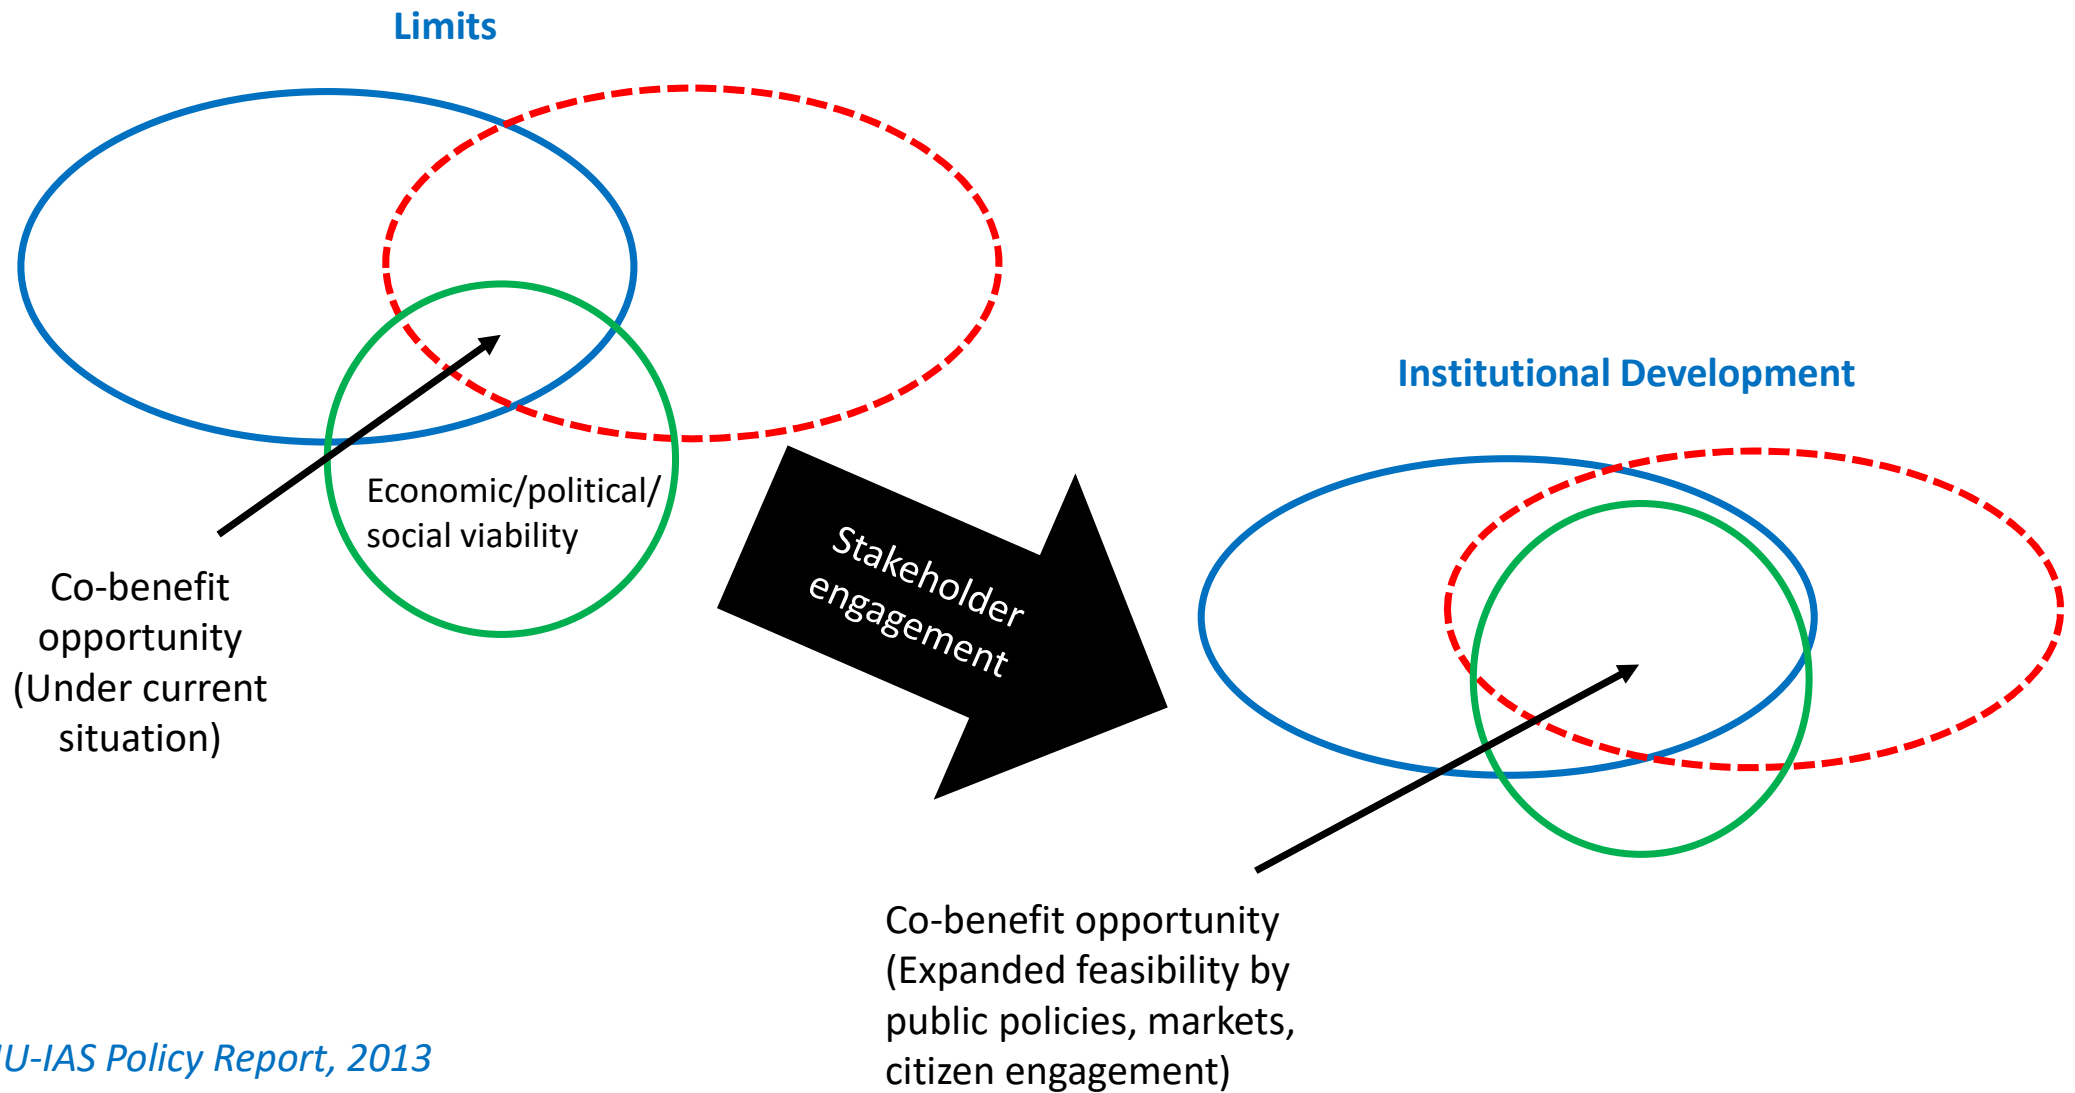 Limits
Economic/political/
social viability
Co-benefit
opportunity
(Under current
situation)
Stakeholder
engagement
Institutional Development
Co-benefit opportunity
(Expanded feasibility by
public policies, markets,
citizen engagement)
U-IAS Policy Report, 2013